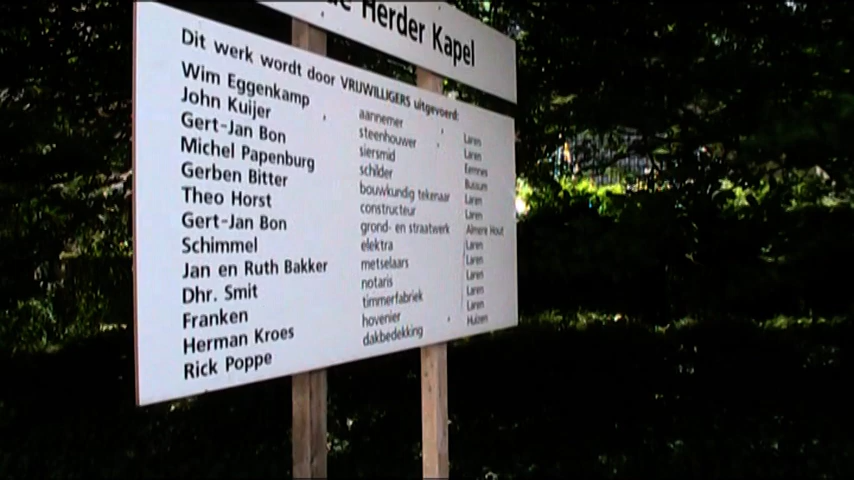 Herder Kapel
Dit werk wordt door VRIJWILLIGERS uitgevoerd:
Wim Eggenkamp aannemer Laren
John Kuijer steenhouwer Laren
Gert-Jan Bon siersmid Eemnes
Michel Papenburg schilder Bussum
Gerben Bitter bouwkundig tekenaar Laren
Theo Horst constructeur Laren
Gert-Jan Bon grond- en straatwerk Almere Hout
Schimmel elektra Laren
Jan en Ruth Bakker metselaars Laren
Dhr. Smit notaris Laren
Franken timmerfabriek Laren
Herman Kroes hovenier Laren
Rick Poppe dakbedekking Huizen